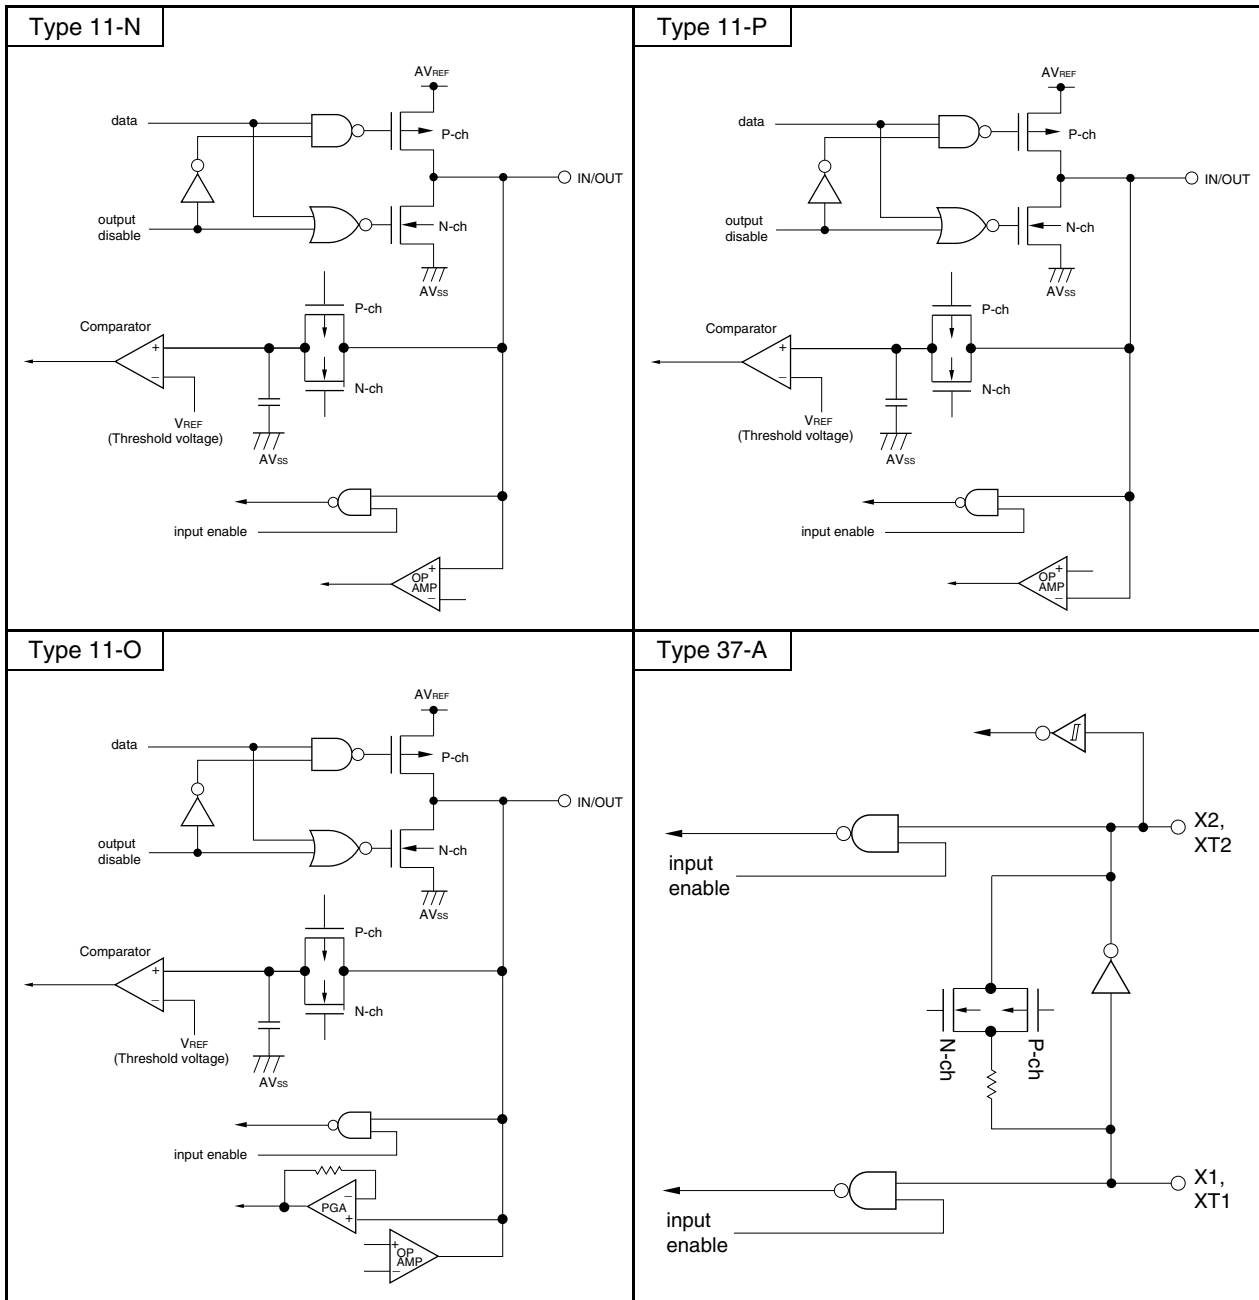 Type 11-N
AVREF
data
P-ch
IN/OUT
output
disable
N-ch
AVSS
P-ch
Comparator
+
–
N-ch
VREF
(Threshold voltage)
AVSS
input enable
OP
AMP
+
–
Type 11-P
AVREF
data
P-ch
IN/OUT
output
disable
N-ch
AVSS
P-ch
Comparator
+
–
N-ch
VREF
(Threshold voltage)
AVSS
input enable
OP
AMP
+
–
Type 11-O
AVREF
data
P-ch
IN/OUT
output
disable
N-ch
AVSS
P-ch
Comparator
+
–
N-ch
VREF
(Threshold voltage)
AVSS
input enable
–
PGA
+
+
OP
AMP
–
Type 37-A
X2,
XT2
input
enable
N-ch
P-ch
X1,
XT1
input
enable